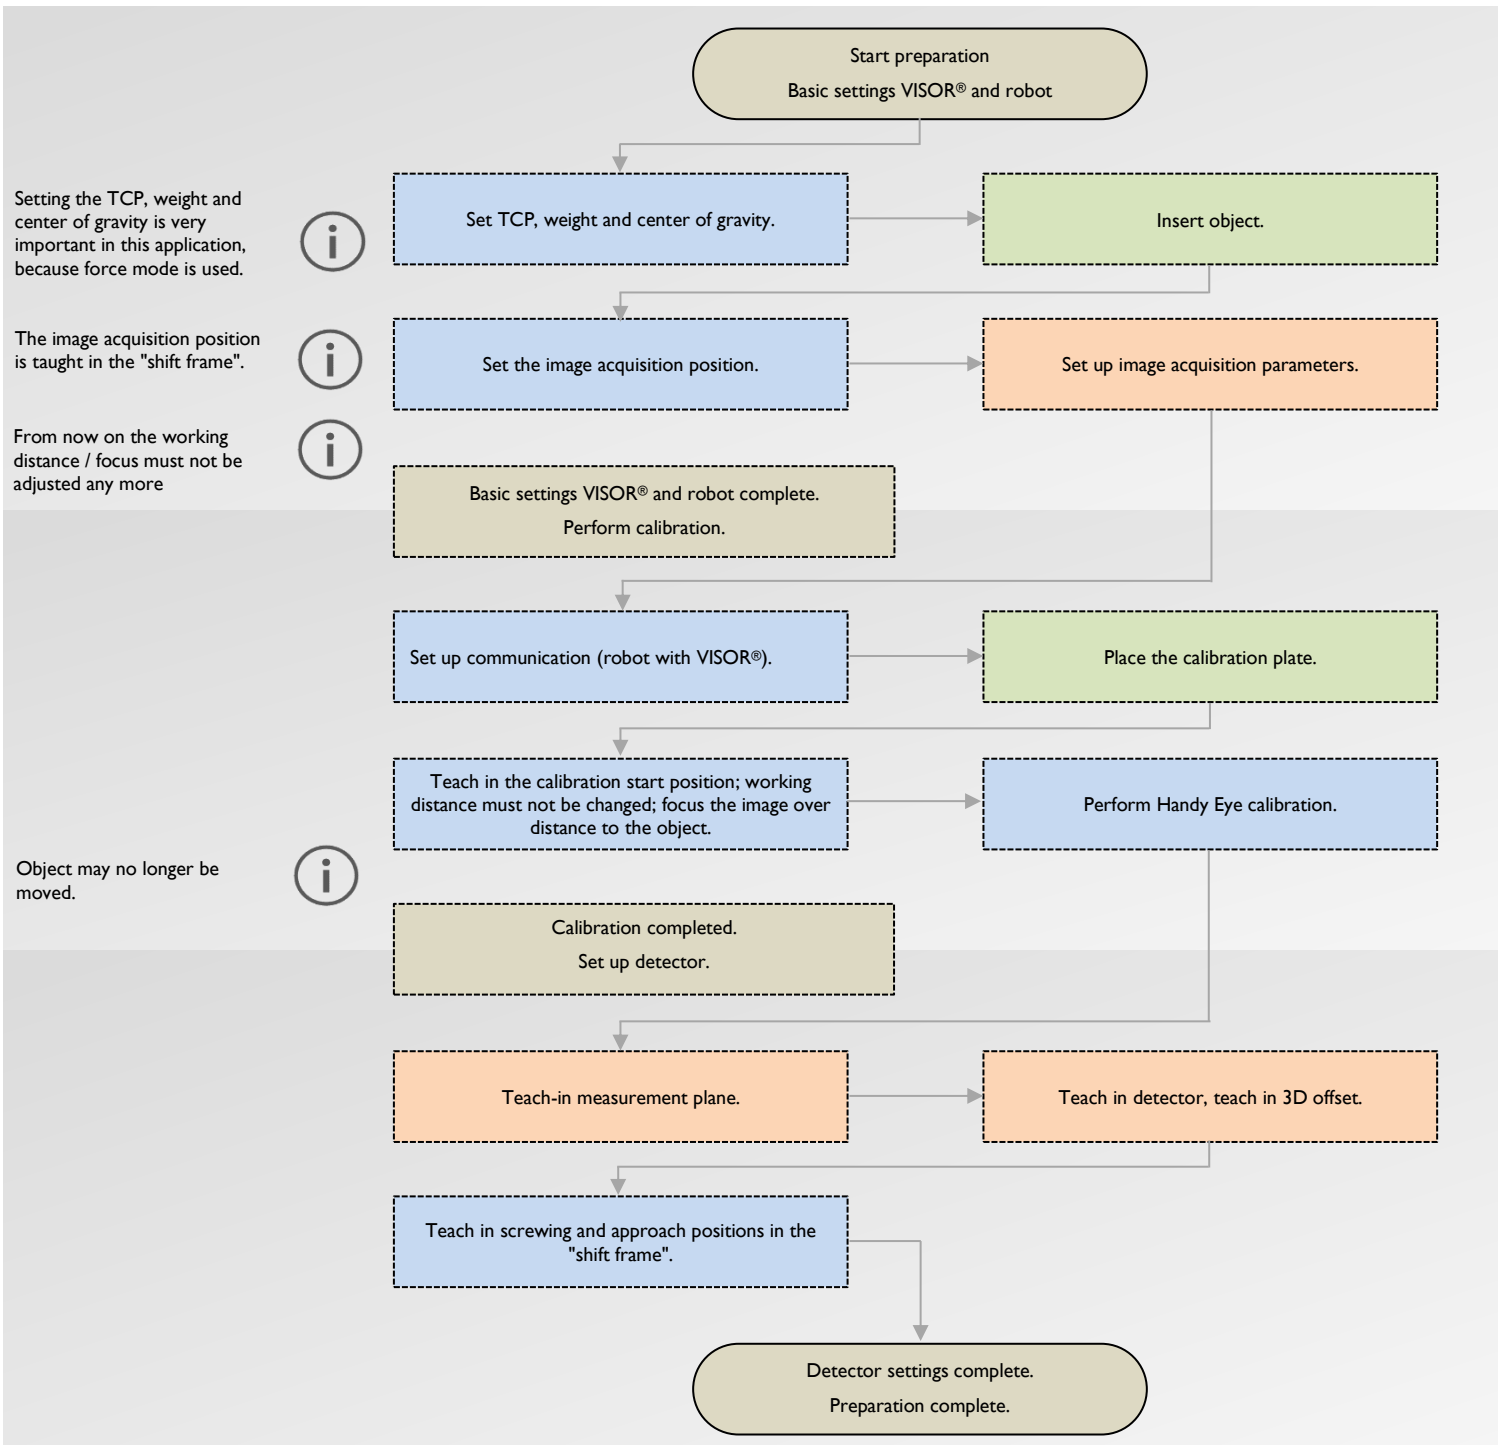 Start preparation
Basic settings VISOR® and robot
Setting the TCP, weight and
center of gravity is very
important in this application,
because force mode is used.
i
Set TCP, weight and center of gravity.
Insert object.
The image acquisition position
is taught in the "shift frame".
i
Set the image acquisition position.
Set up image acquisition parameters.
From now on the working
distance / focus must not be
adjusted any more
i
Basic settings VISOR® and robot complete.
Perform calibration.
Set up communication (robot with VISOR®).
Place the calibration plate.
Teach in the calibration start position; working
distance must not be changed; focus the image over
distance to the object.
Perform Handy Eye calibration.
Object may no longer be
moved.
i
Calibration completed.
Set up detector.
Teach-in measurement plane.
Teach in detector, teach in 3D offset.
Teach in screwing and approach positions in the
"shift frame".
Detector settings complete.
Preparation complete.